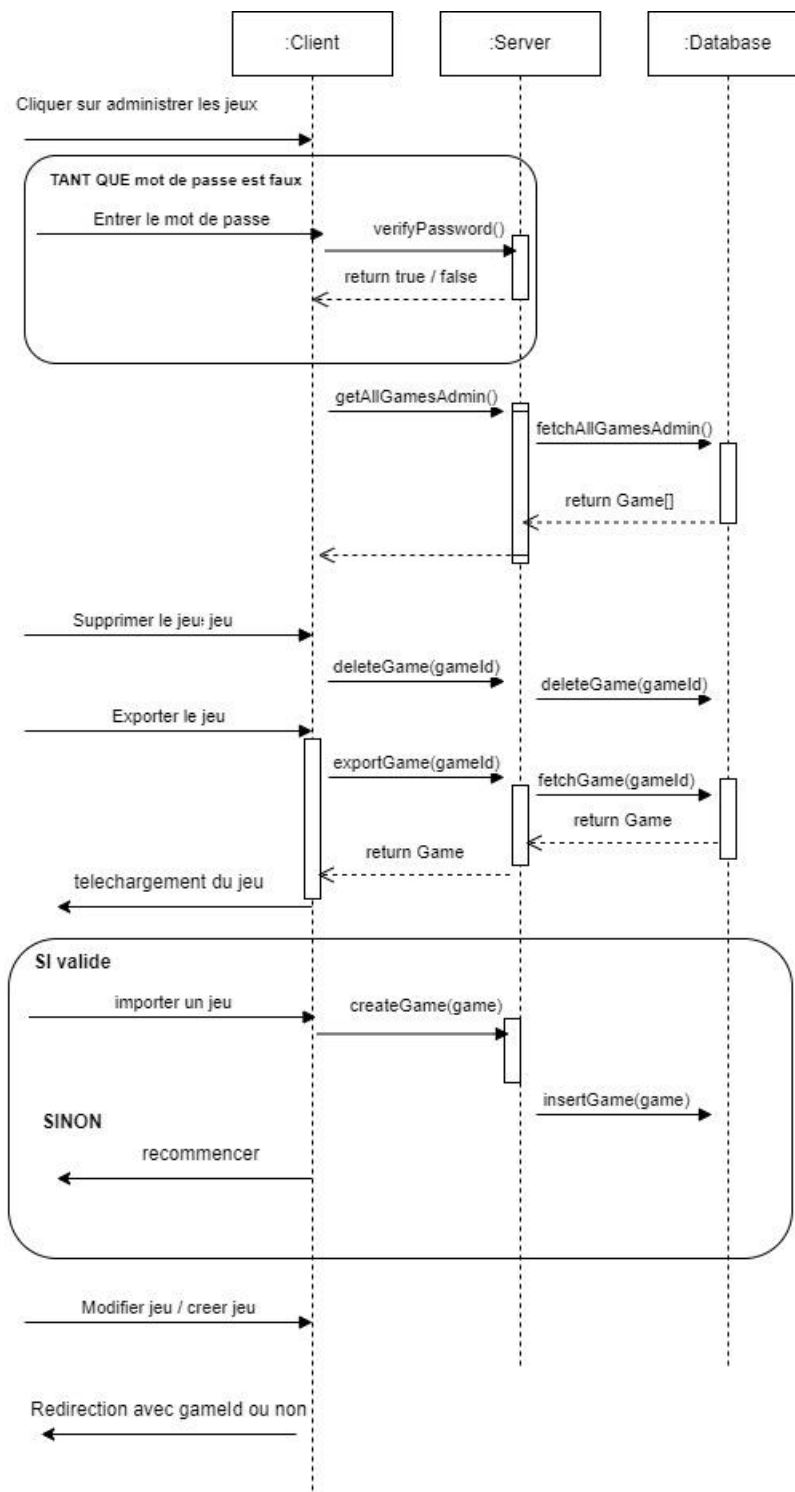 :Client
:Server
:Database
Cliquer sur administrer les jeux
TANT QUE mot de passe est faux
Entrer le mot de passe
verifyPassword()
return true / false
getAllGamesAdmin()
fetchAllGamesAdmin()
return Game[]
Supprimer le jeu: jeu
deleteGame(gameId)
deleteGame(gameId)
Exporter le jeu
exportGame(gameId)
fetchGame(gameId)
return Game
return Game
telechargement du jeu
SI valide
importer un jeu
createGame(game)
insertGame(game)
SINON
recommencer
Modifier jeu / creer jeu
Redirection avec gameId ou non